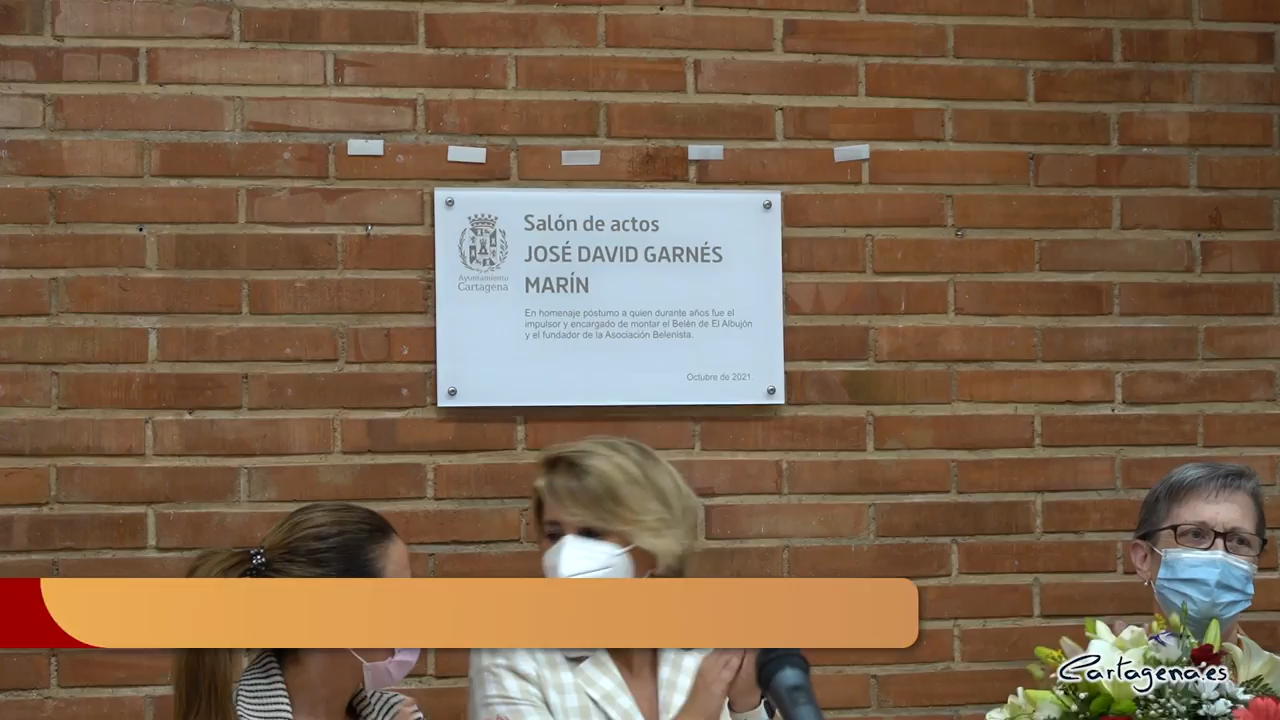 Salón de actos
JOSÉ DAVID GARNÉS
MARÍN
Ayuntamiento
Cartagena
En homenaje póstumo a quien durante años fue el
impulsor y encargado de montar el Belén de El Albujón
y el fundador de la Asociación Belenista.
Octubre de 2021
Cartagena.es